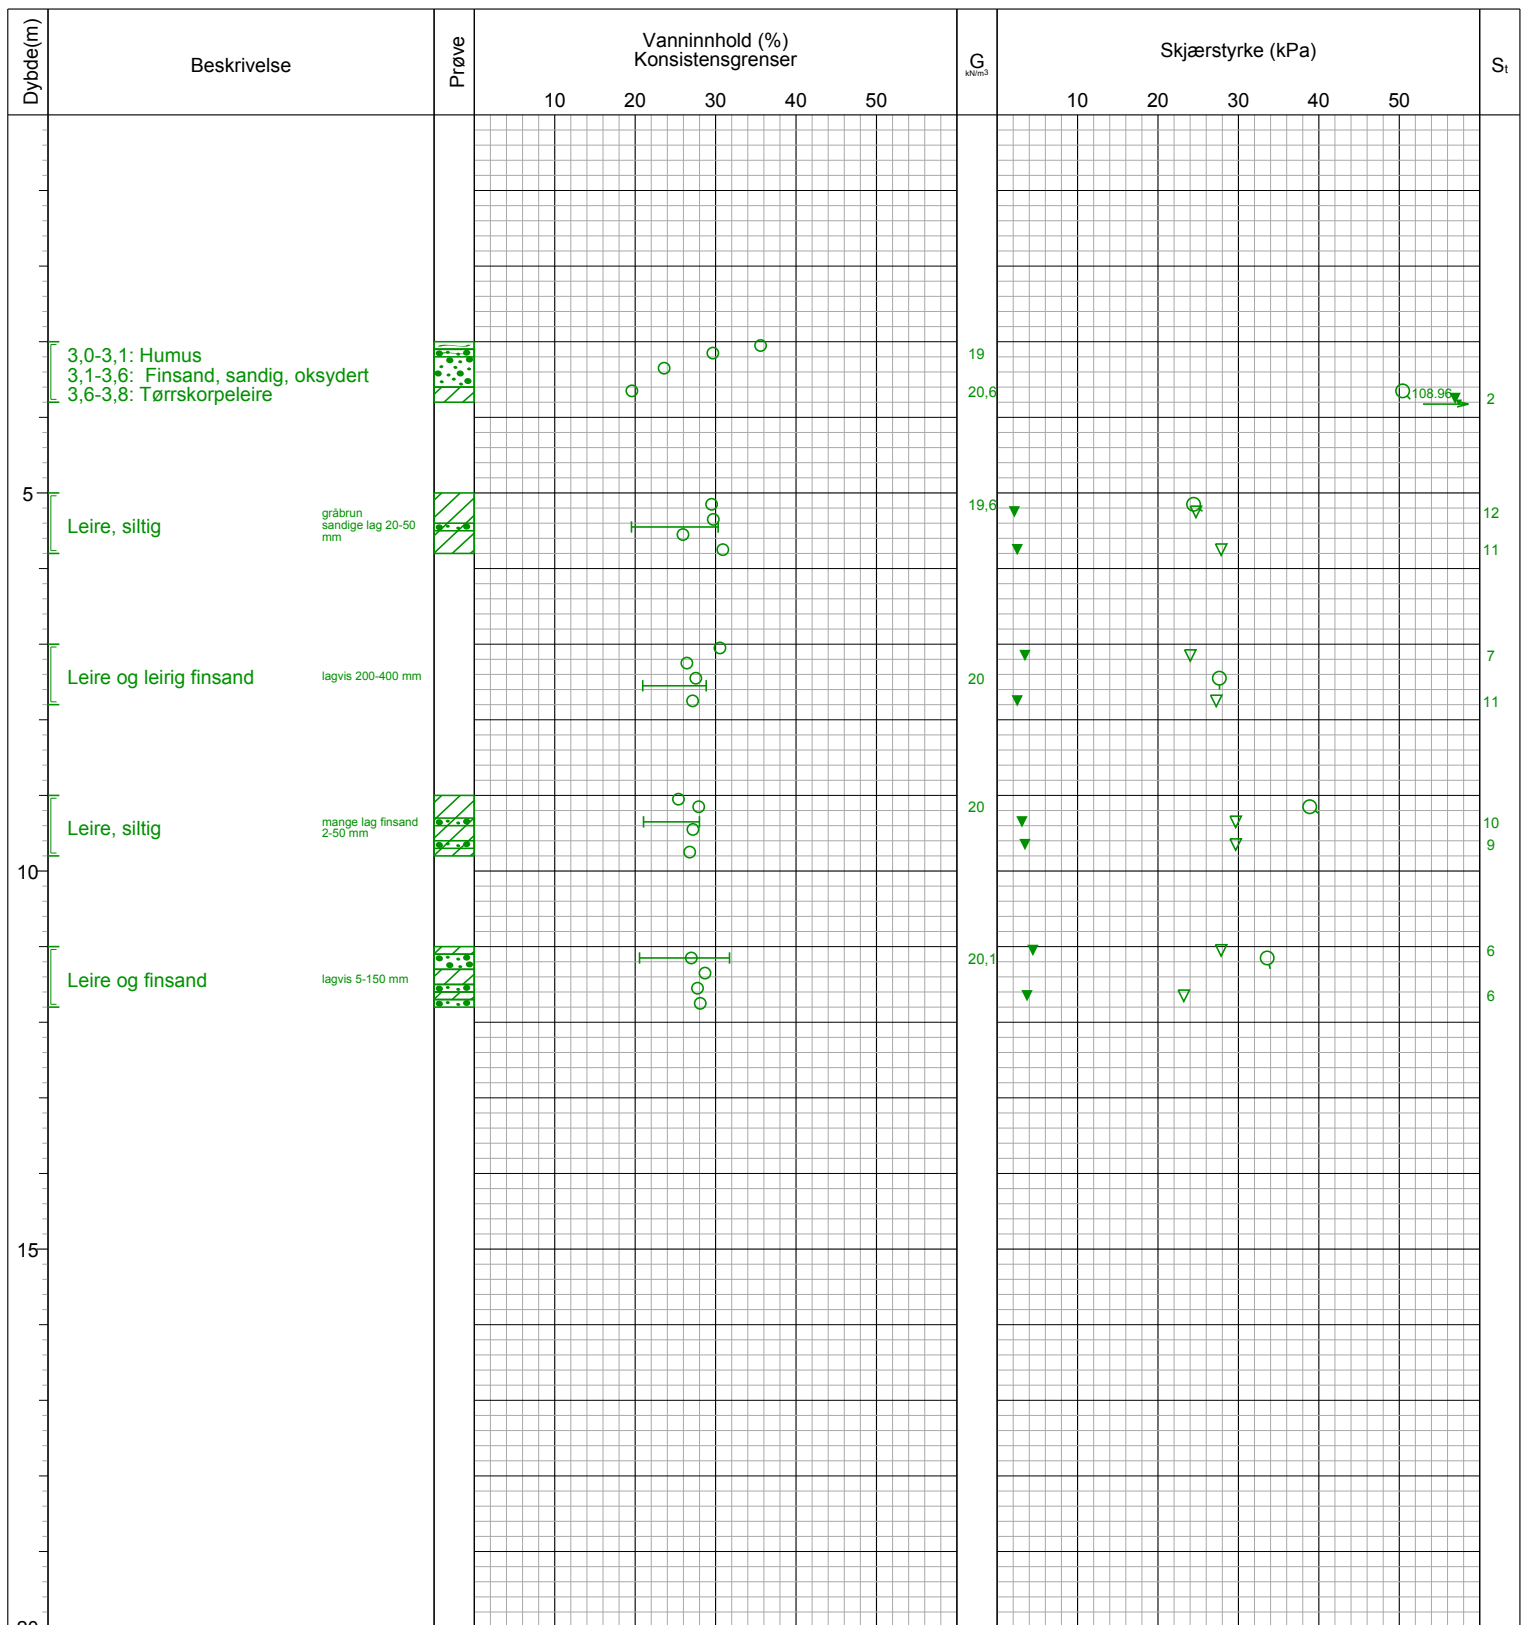 Dybde(m)
Beskrivelse
Prøve
Vanninnhold (%)
Konsistensgrenser
10 20 30 40 50
G
kN/m³
Skjærstyrke (kPa)
10 20 30 40 50
St
3,0-3,1: Humus
3,1-3,6: Finsand, sandig, oksydert
3,6-3,8: Tørrskorpeleire
19
20,6
108.96
2
5
Leire, siltig
gråbrun
sandige lag 20-50
mm
19,6
12
11
Leire og leirig finsand
lagvis 200-400 mm
20
7
11
Leire, siltig
mange lag finsand
2-50 mm
20
10
9
10
Leire og finsand
lagvis 5-150 mm
20,1
6
6
15